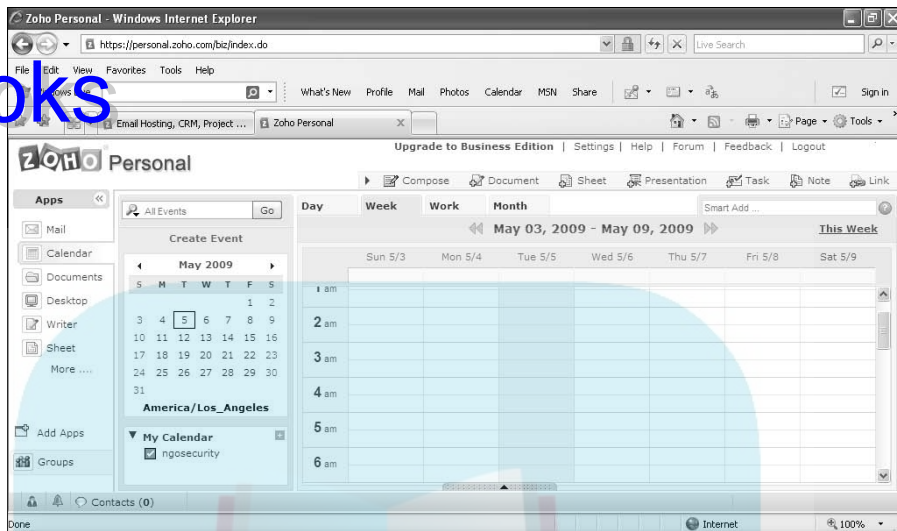 Zoho Personal - Windows Internet Explorer
https://personal.zoho.com/biz/index.do
Live Search
File Edit View Favorites Tools Help
oks
What's New Profile Mail Photos Calendar MSN Share Sign in
Email Hosting, CRM, Project ... Zoho Personal Page Tools
Upgrade to Business Edition | Settings | Help | Forum | Feedback | Logout
ZOHO Personal
Compose Document Sheet Presentation Task Note Link
Apps
Mail
Calendar
Documents
Desktop
Writer
Sheet
More ....
Add Apps
Groups
All Events Go
Create Event
May 2009
S M T W T F S
1 2
3 4 5 6 7 8 9
10 11 12 13 14 15 16
17 18 19 20 21 22 23
24 25 26 27 28 29 30
31
America/Los_Angeles
My Calendar
ngosecurity
Day Week Work Month Smart Add ...
May 03, 2009 - May 09, 2009 This Week
Sun 5/3 Mon 5/4 Tue 5/5 Wed 5/6 Thu 5/7 Fri 5/8 Sat 5/9
1 am
2 am
3 am
4 am
5 am
6 am
Contacts (0)
Done Internet 100%